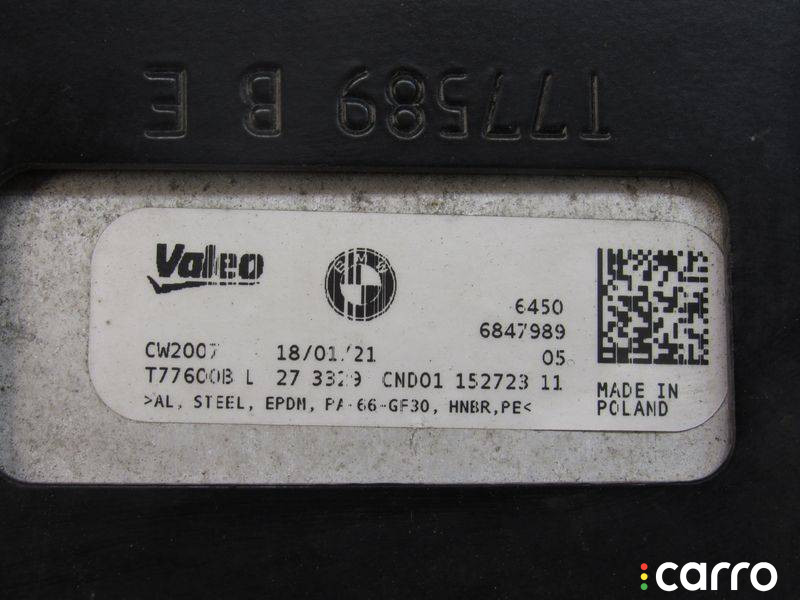 T77589 B E
Valeo
BMW
6450
6847989
CW2007 18/01/21 05
T77600B L 27 3329 CND01 152723 11
>AL, STEEL, EPDM, PA-66-GF30, HNBR,PE<
MADE IN
POLAND
carro